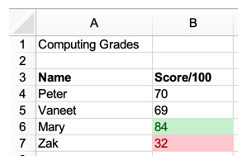 A B
1 Computing Grades
2
3 Name Score/100
4 Peter 70
5 Vaneet 69
6 Mary 84
7 Zak 32